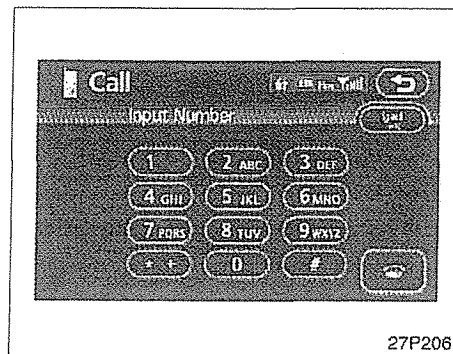 Call
Input Number
1 2 ABC 3 DEF
4 GHI 5 JKL 6 MNO
7 PQRS 8 TUV 9 WXYZ
0 #
27P206